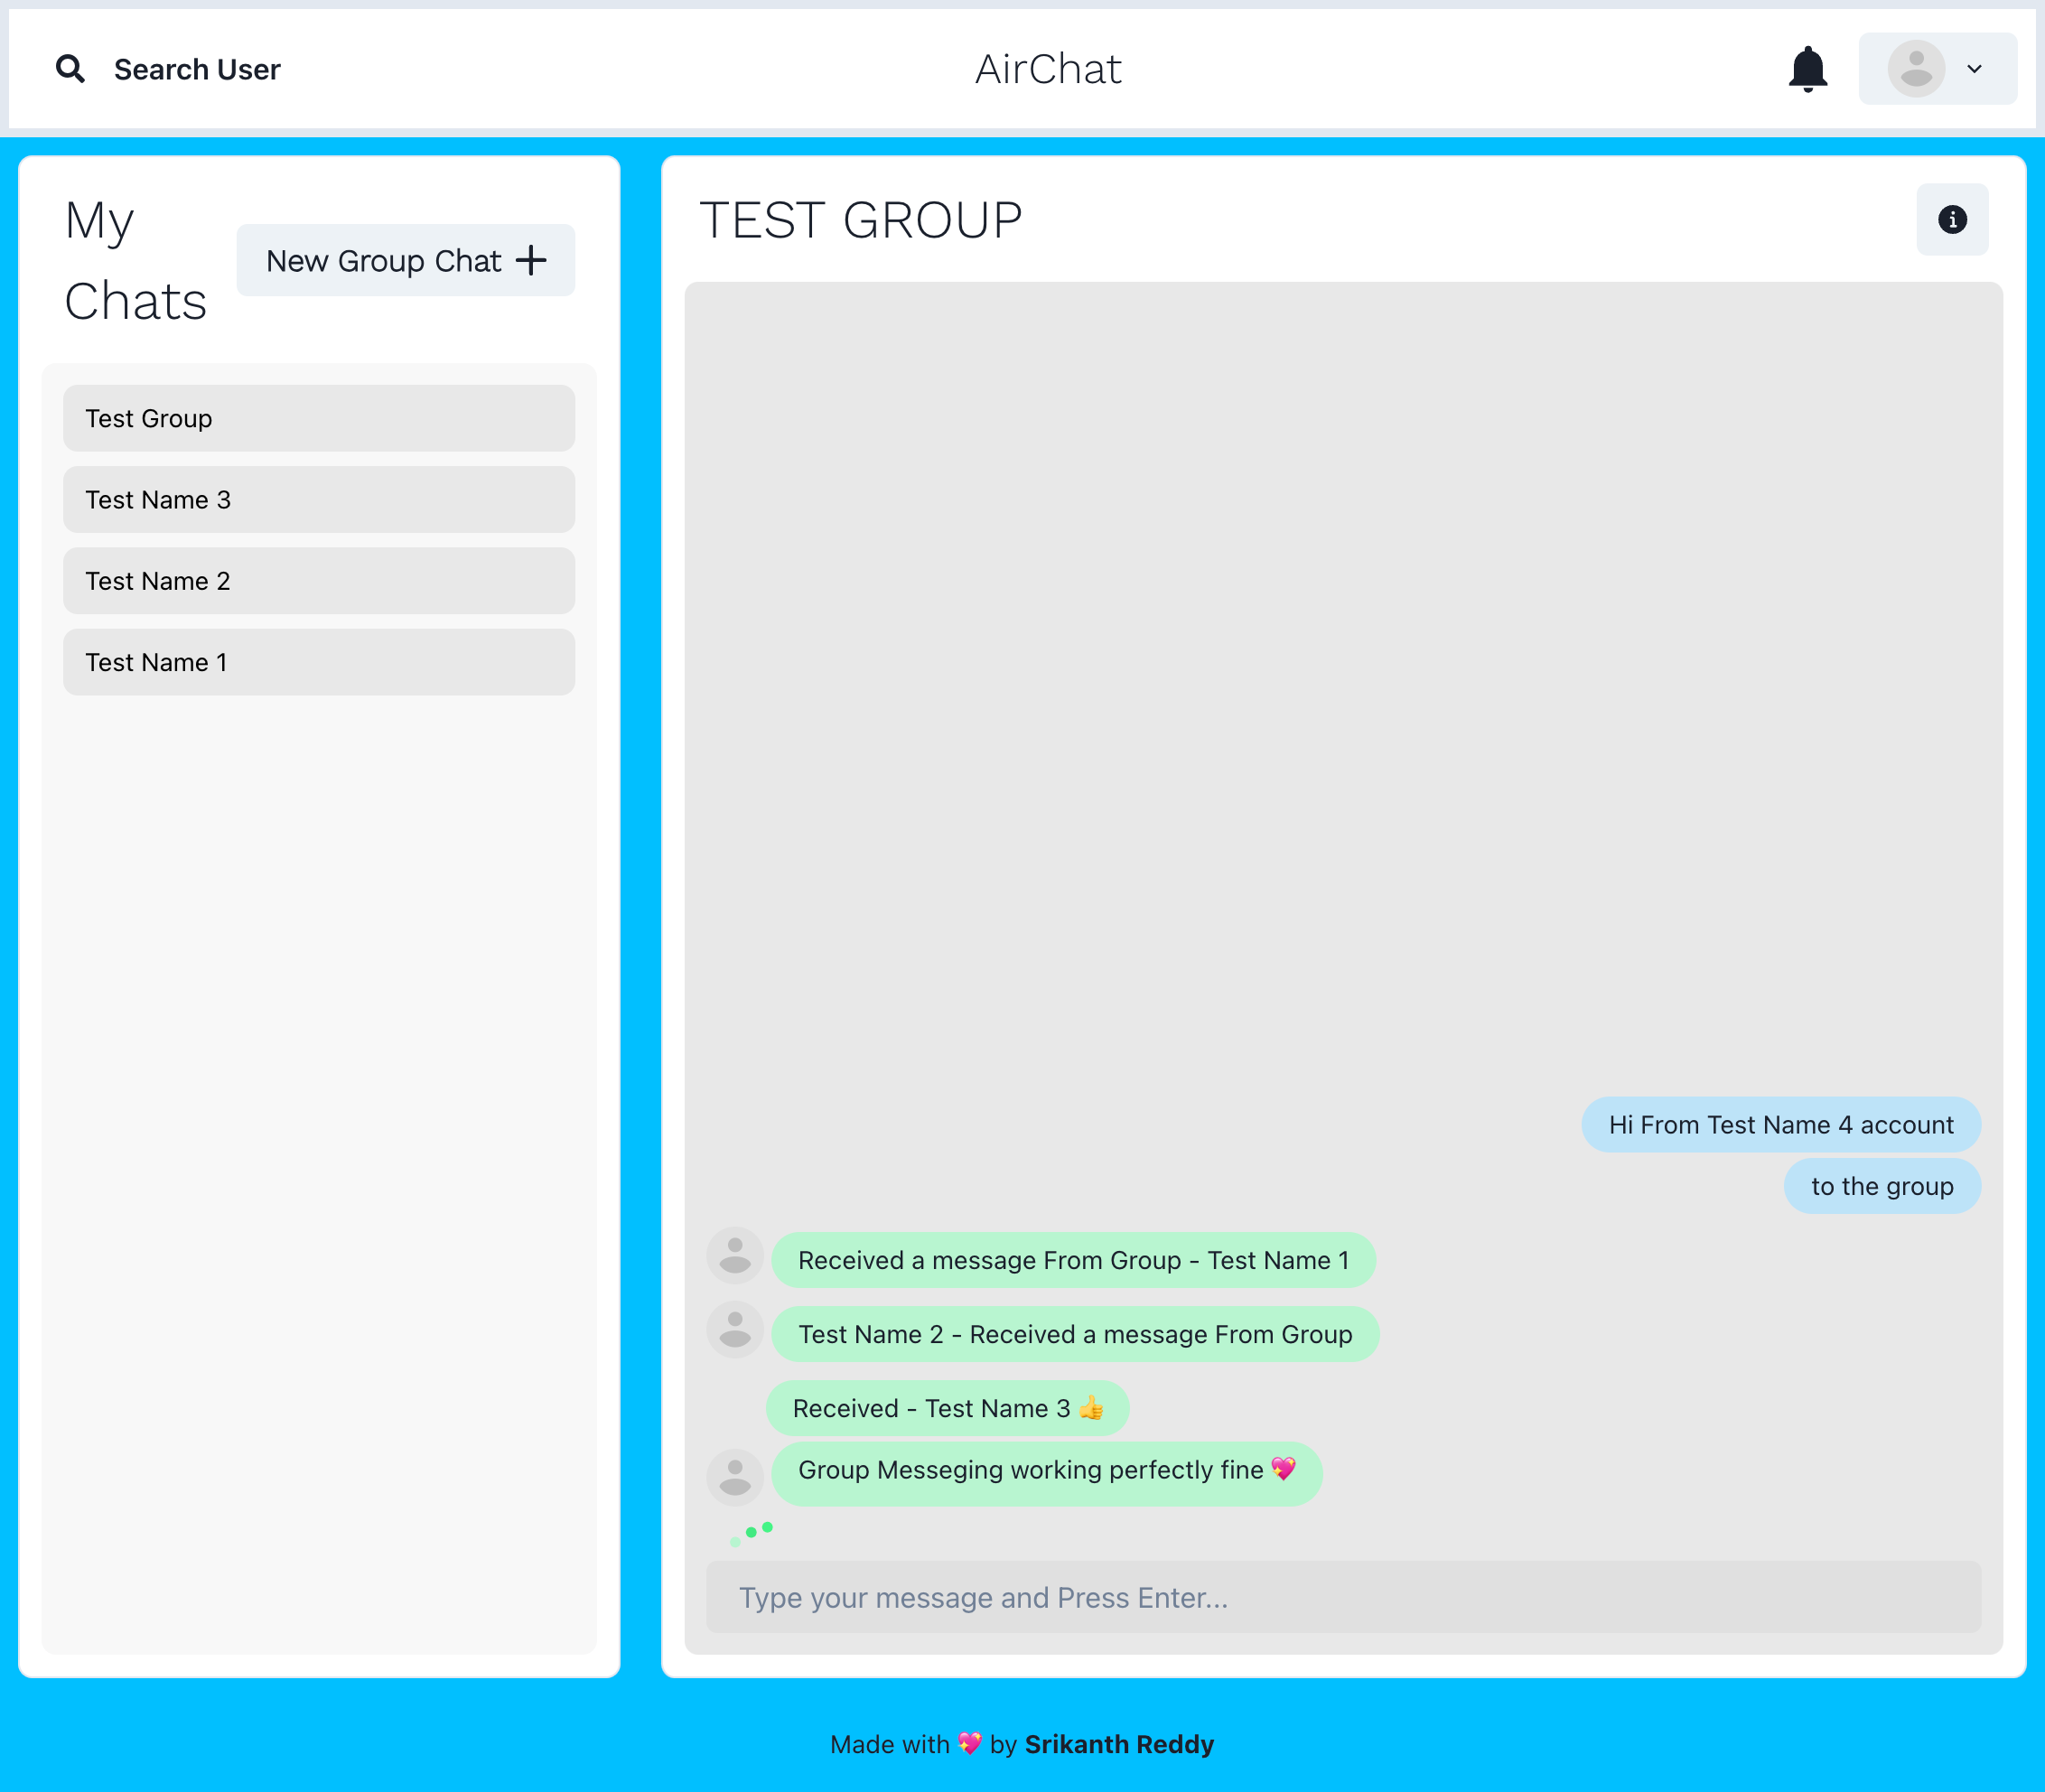 Search User
AirChat
My
Chats
New Group Chat
Test Group
Test Name 3
Test Name 2
Test Name 1
TEST GROUP
Hi From Test Name 4 account
to the group
Received a message From Group - Test Name 1
Test Name 2 - Received a message From Group
Received - Test Name 3 👍
Group Messeging working perfectly fine 💖
Type your message and Press Enter...
Made with 💖 by Srikanth Reddy